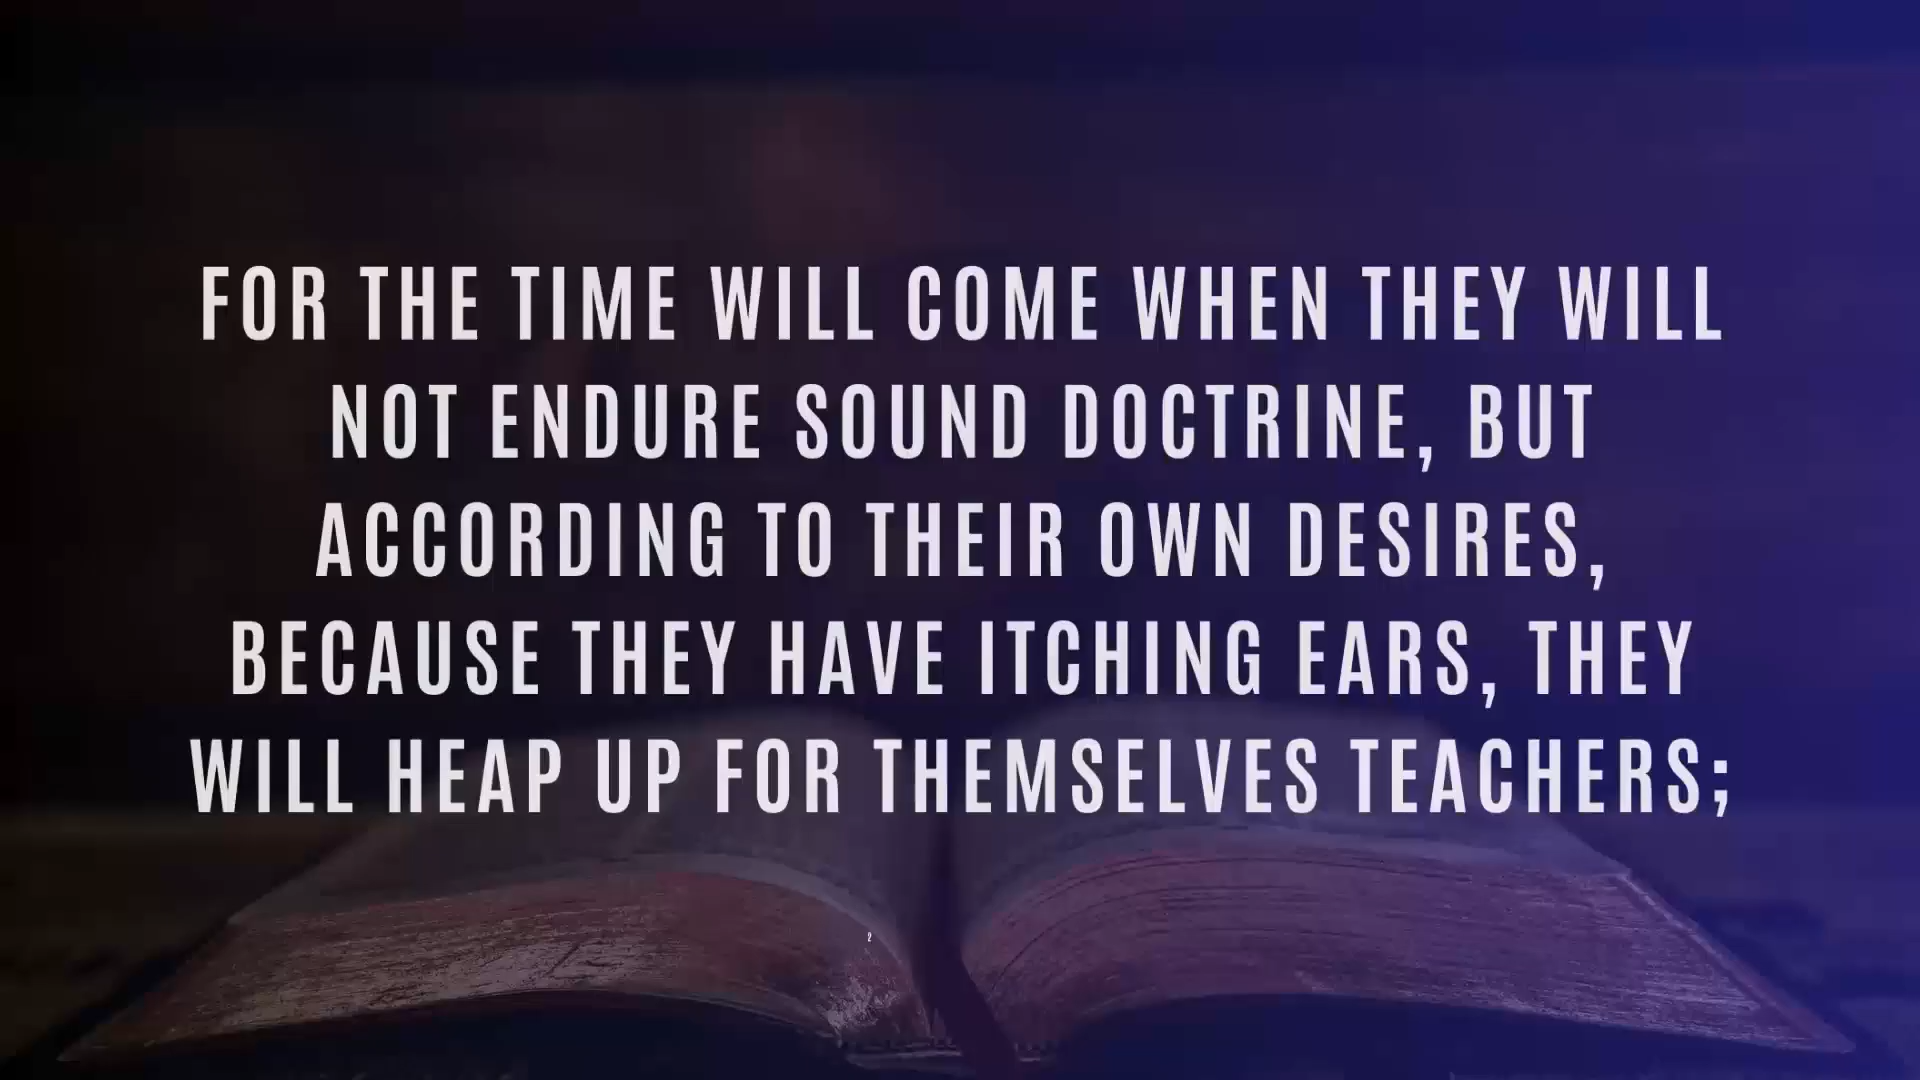 FOR THE TIME WILL COME WHEN THEY WILL
NOT ENDURE SOUND DOCTRINE, BUT
ACCORDING TO THEIR OWN DESIRES,
BECAUSE THEY HAVE ITCHING EARS, THEY
WILL HEAP UP FOR THEMSELVES TEACHERS;
2